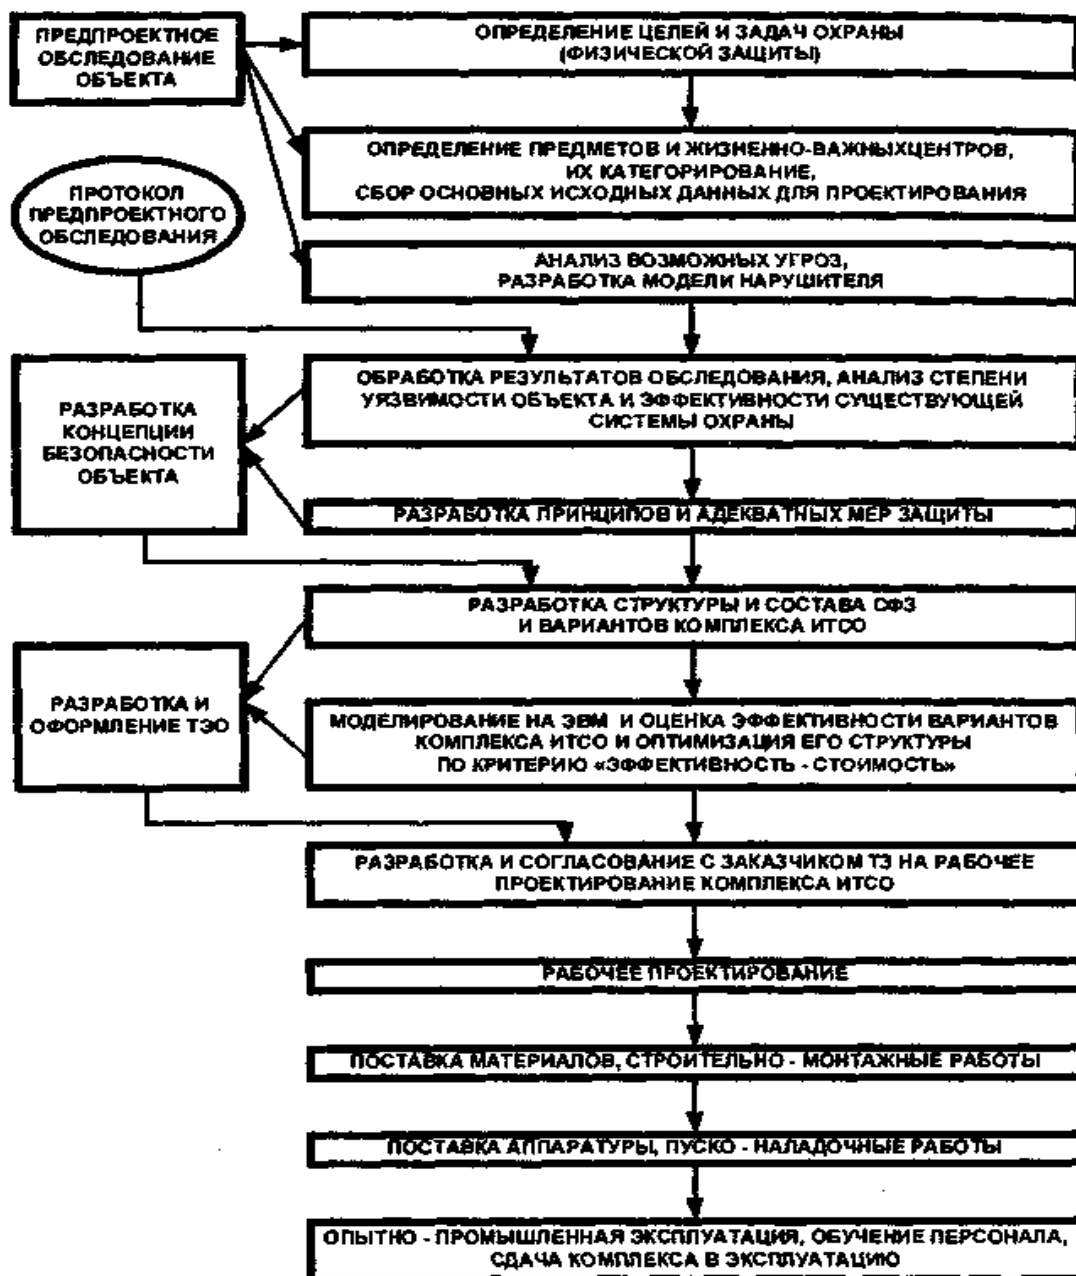 ПРЕДПРОЕКТНОЕ
ОБСЛЕДОВАНИЕ
ОБЪЕКТА
ОПРЕДЕЛЕНИЕ ЦЕЛЕЙ И ЗАДАЧ ОХРАНЫ
(ФИЗИЧЕСКОЙ ЗАЩИТЫ)
ОПРЕДЕЛЕНИЕ ПРЕДМЕТОВ И ЖИЗНЕННО-ВАЖНЫХЦЕНТРОВ,
ИХ КАТЕГОРИРОВАНИЕ,
СБОР ОСНОВНЫХ ИСХОДНЫХ ДАННЫХ ДЛЯ ПРОЕКТИРОВАНИЯ
ПРОТОКОЛ
ПРЕДПРОЕКТНОГО
ОБСЛЕДОВАНИЯ
АНАЛИЗ ВОЗМОЖНЫХ УГРОЗ,
РАЗРАБОТКА МОДЕЛИ НАРУШИТЕЛЯ
ОБРАБОТКА РЕЗУЛЬТАТОВ ОБСЛЕДОВАНИЯ, АНАЛИЗ СТЕПЕНИ
УЯЗВИМОСТИ ОБЪЕКТА И ЭФФЕКТИВНОСТИ СУЩЕСТВУЮЩЕЙ
СИСТЕМЫ ОХРАНЫ
РАЗРАБОТКА
КОНЦЕПЦИИ
БЕЗОПАСНОСТИ
ОБЪЕКТА
РАЗРАБОТКА ПРИНЦИПОВ И АДЕКВАТНЫХ МЕР ЗАЩИТЫ
РАЗРАБОТКА СТРУКТУРЫ И СОСТАВА СФЗ
И ВАРИАНТОВ КОМПЛЕКСА ИТСО
РАЗРАБОТКА И
ОФОРМЛЕНИЕ ТЭО
МОДЕЛИРОВАНИЕ НА ЭВМ И ОЦЕНКА ЭФФЕКТИВНОСТИ ВАРИАНТОВ
КОМПЛЕКСА ИТСО И ОПТИМИЗАЦИЯ ЕГО СТРУКТУРЫ
ПО КРИТЕРИЮ «ЭФФЕКТИВНОСТЬ - СТОИМОСТЬ»
РАЗРАБОТКА И СОГЛАСОВАНИЕ С ЗАКАЗЧИКОМ ТЗ НА РАБОЧЕЕ
ПРОЕКТИРОВАНИЕ КОМПЛЕКСА ИТСО
РАБОЧЕЕ ПРОЕКТИРОВАНИЕ
ПОСТАВКА МАТЕРИАЛОВ, СТРОИТЕЛЬНО - МОНТАЖНЫЕ РАБОТЫ
ПОСТАВКА АППАРАТУРЫ, ПУСКО - НАЛАДОЧНЫЕ РАБОТЫ
ОПЫТНО - ПРОМЫШЛЕННАЯ ЭКСПЛУАТАЦИЯ, ОБУЧЕНИЕ ПЕРСОНАЛА,
СДАЧА КОМПЛЕКСА В ЭКСПЛУАТАЦИЮ